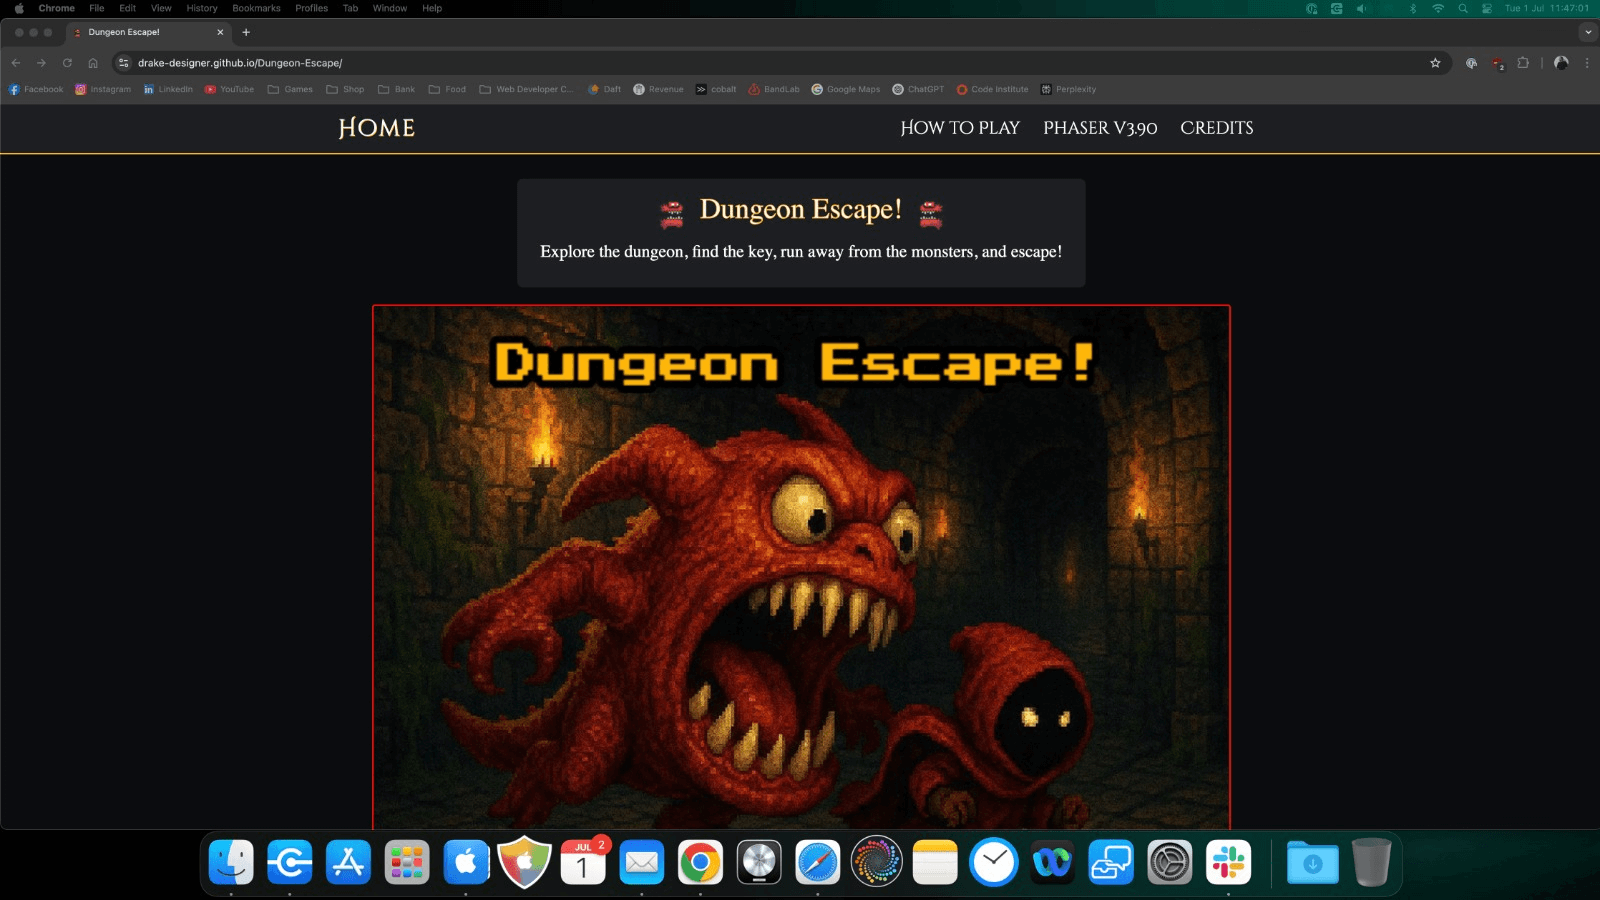 Chrome File Edit View History Bookmarks Profiles Tab Window Help Tue 1 Jul 11:47:01
Dungeon Escape!
drake-designer.github.io/Dungeon-Escape/
2
Facebook Instagram LinkedIn YouTube Games Shop Bank Food Web Developer C... Daft Revenue cobalt BandLab Google Maps ChatGPT Code Institute Perplexity
HOME HOW TO PLAY PHASER V3.90 CREDITS
Dungeon Escape!
Explore the dungeon, find the key, run away from the monsters, and escape!
Dungeon Escape!
JUL 2
1